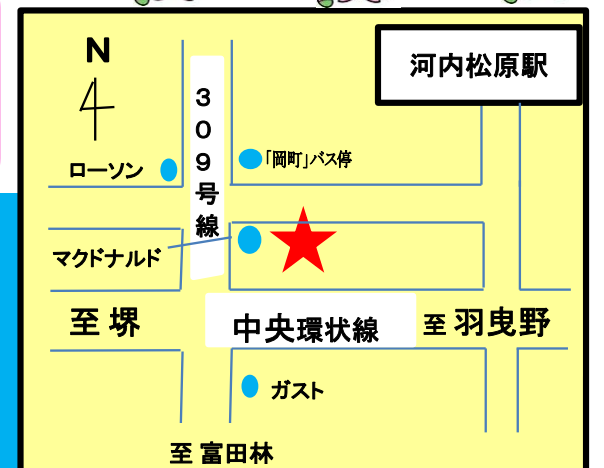 N
河内松原駅
309号線
ローソン
「岡町」バス停
マクドナルド
至 堺
中央環状線
至 羽曳野
ガスト
至 富田林